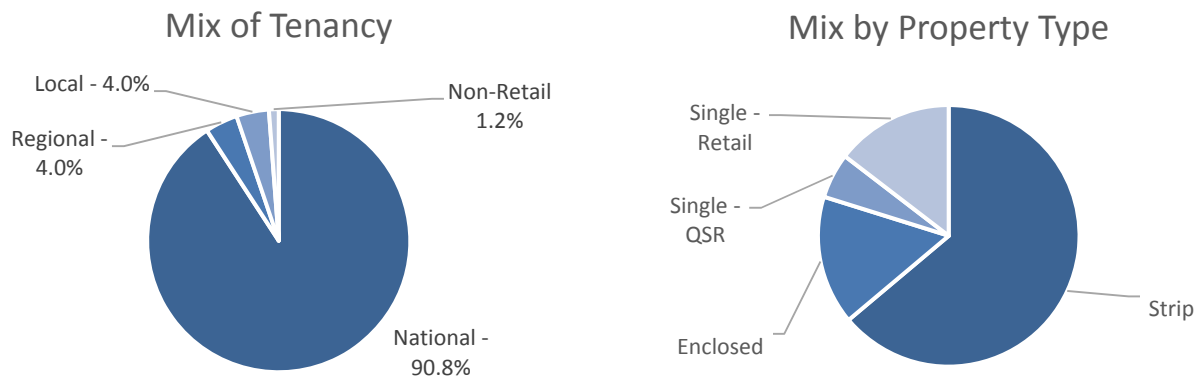 Mix of Tenancy
Local - 4.0%
Non-Retail
1.2%
Regional -
4.0%
National -
90.8%
Mix by Property Type
Single -
Retail
Single -
QSR
Enclosed
Strip